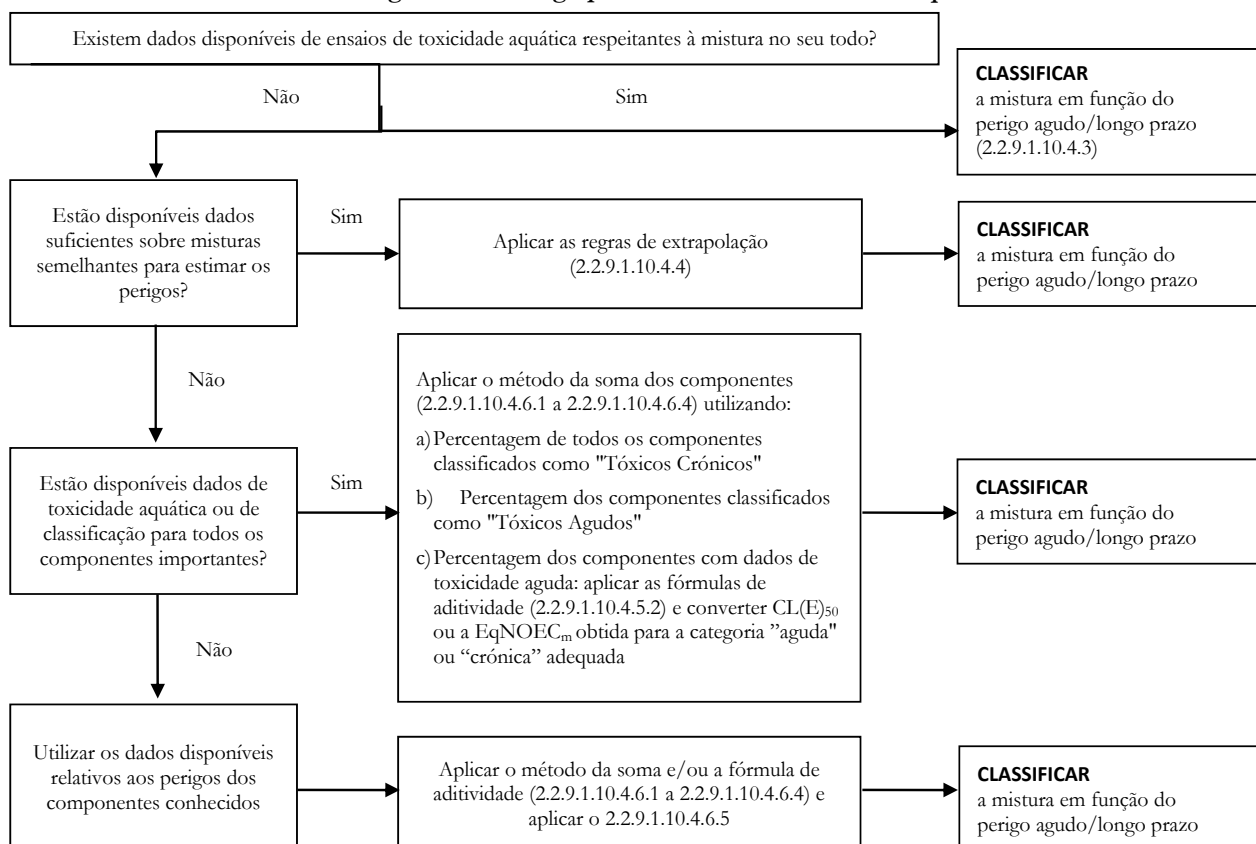 Existem dados disponíveis de ensaios de toxicidade aquática respeitantes à mistura no seu todo?
Não
Sim
CLASSIFICAR
a mistura em função do
perigo agudo/longo prazo
(2.2.9.1.10.4.3)
Estão disponíveis dados
suficientes sobre misturas
semelhantes para estimar os
perigos?
Sim
Aplicar as regras de extrapolação
(2.2.9.1.10.4.4)
CLASSIFICAR
a mistura em função do
perigo agudo/longo prazo
Não
Estão disponíveis dados de
toxicidade aquática ou de
classificação para todos os
componentes importantes?
Sim
Aplicar o método da soma dos componentes
(2.2.9.1.10.4.6.1 a 2.2.9.1.10.4.6.4) utilizando:
a) Percentagem de todos os componentes
classificados como "Tóxicos Crónicos"
b) Percentagem dos componentes classificados
como "Tóxicos Agudos"
c) Percentagem dos componentes com dados de
toxicidade aguda: aplicar as fórmulas de
aditividade (2.2.9.1.10.4.5.2) e converter CL(E)50
ou a EqNOECm obtida para a categoria ”aguda"
ou “crónica” adequada
CLASSIFICAR
a mistura em função do
perigo agudo/longo prazo
Não
Utilizar os dados disponíveis
relativos aos perigos dos
componentes conhecidos
Aplicar o método da soma e/ou a fórmula de
aditividade (2.2.9.1.10.4.6.1 a 2.2.9.1.10.4.6.4) e
aplicar o 2.2.9.1.10.4.6.5
CLASSIFICAR
a mistura em função do
perigo agudo/longo prazo